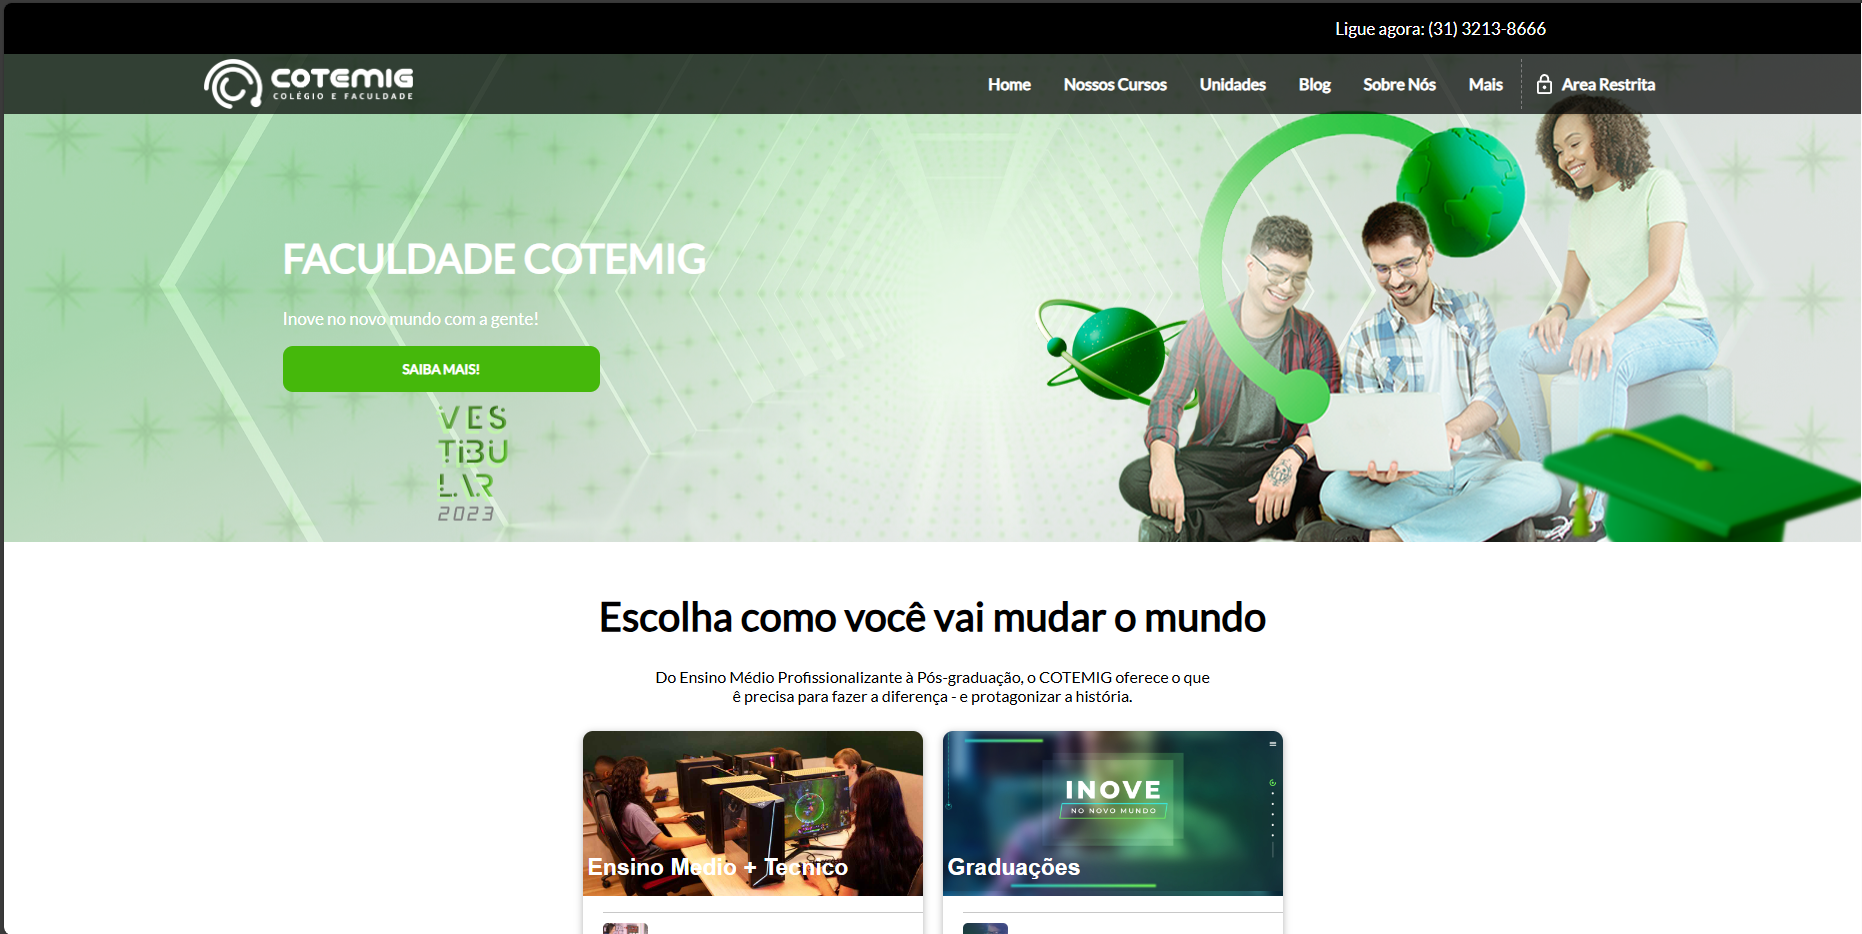 Ligue agora: (31) 3213-8666
COTEMIG
COLÉGIO E FACULDADE
Home
Nossos Cursos
Unidades
Blog
Sobre Nós
Mais
Area Restrita
FACULDADE COTEMIG
Inove no novo mundo com a gente!
SAIBA MAIS!
VES
TIBU
LAR
2023
Escolha como você vai mudar o mundo
Do Ensino Médio Profissionalizante à Pós-graduação, o COTEMIG oferece o que
ê precisa para fazer a diferença - e protagonizar a história.
Ensino Medio + Tecnico
INOVE
NO NOVO MUNDO
Graduações